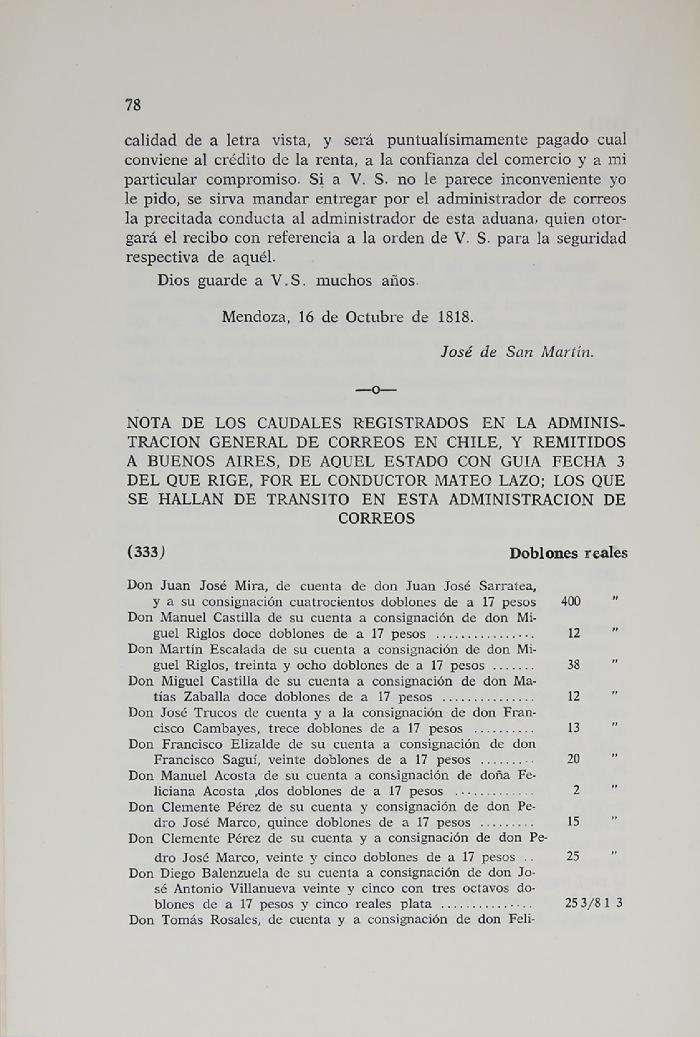 78
calidad de a letra vista, y será puntualísimamente pagado cual
conviene al crédito de la renta, a la confianza del comercio y a mi
particular compromiso. Si a V. S. no le parece inconveniente yo
le pido, se sirva mandar entregar por el administrador de correos
la precitada conducta al administrador de esta aduana, quien otor-
gará el recibo con referencia a la orden de V. S. para la seguridad
respectiva de aquél.
Dios guarde a V.S. muchos años.
Mendoza, 16 de Octubre de 1818.
José de San Martín.
—o—
NOTA DE LOS CAUDALES REGISTRADOS EN LA ADMINIS-
TRACION GENERAL DE CORREOS EN CHILE, Y REMITIDOS
A BUENOS AIRES, DE AQUEL ESTADO CON GUIA FECHA 3
DEL QUE RIGE, POR EL CONDUCTOR MATEO LAZO; LOS QUE
SE HALLAN DE TRANSITO EN ESTA ADMINISTRACION DE
CORREOS
(333) Doblones reales
Don Juan José Mira, de cuenta de don Juan José Sarratea,
y a su consignación cuatrocientos doblones de a 17 pesos 400 "
Don Manuel Castilla de su cuenta a consignación de don Mi-
guel Riglos doce doblones de a 17 pesos ............... 12 "
Don Martín Escalada de su cuenta a consignación de don Mi-
guel Riglos, treinta y ocho doblones de a 17 pesos ....... 38 "
Don Miguel Castilla de su cuenta a consignación de don Ma-
tías Zaballa doce doblones de a 17 pesos ............... 12 "
Don José Trucos de cuenta y a la consignación de don Fran-
cisco Cambayes, trece doblones de a 17 pesos .......... 13 "
Don Francisco Elizalde de su cuenta a consignación de don
Francisco Saguí, veinte doblones de a 17 pesos ......... 20 "
Don Manuel Acosta de su cuenta a consignación de doña Fe-
liciana Acosta ,dos doblones de a 17 pesos ............. 2 "
Don Clemente Pérez de su cuenta y consignación de don Pe-
dro José Marco, quince doblones de a 17 pesos ......... 15 "
Don Clemente Pérez de su cuenta y a consignación de don Pe-
dro José Marco, veinte y cinco doblones de a 17 pesos .. 25 "
Don Diego Balenzuela de su cuenta a consignación de don Jo-
sé Antonio Villanueva veinte y cinco con tres octavos do-
blones de a 17 pesos y cinco reales plata ............... 25 3/8 1 3
Don Tomás Rosales, de cuenta y a consignación de don Feli-